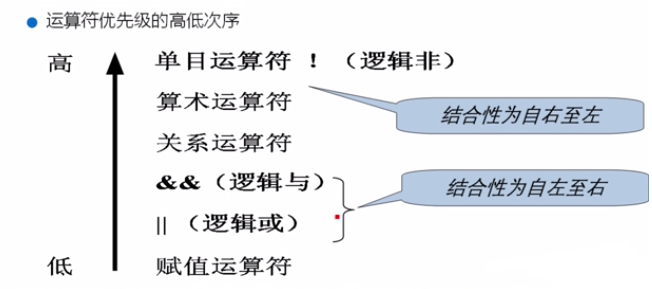 运算符优先级的高低次序
高
单目运算符 ! （逻辑非）
算术运算符
结合性为自右至左
关系运算符
&&（逻辑与）
结合性为自左至右
||（逻辑或）
低
赋值运算符